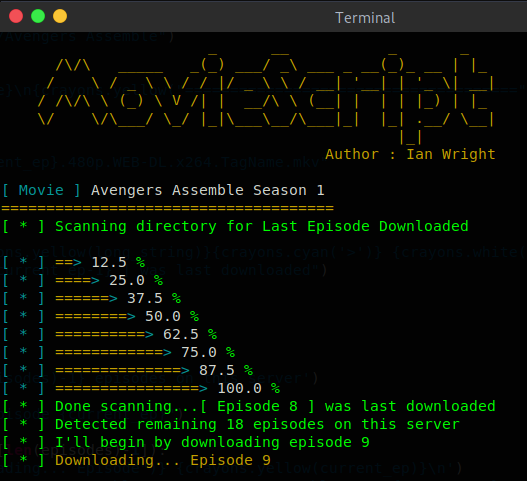 Terminal
MovieScript
Author : Ian Wright
[ Movie ] Avengers Assemble Season 1
=====================================
[ * ] Scanning directory for Last Episode Downloaded
[ * ] ==> 12.5 %
[ * ] ====> 25.0 %
[ * ] ======> 37.5 %
[ * ] ========> 50.0 %
[ * ] ==========> 62.5 %
[ * ] ============> 75.0 %
[ * ] ==============> 87.5 %
[ * ] ================> 100.0 %
[ * ] Done scanning...[ Episode 8 ] was last downloaded
[ * ] Detected remaining 18 episodes on this server
[ * ] I'll begin by downloading episode 9
[ * ] Downloading... Episode 9